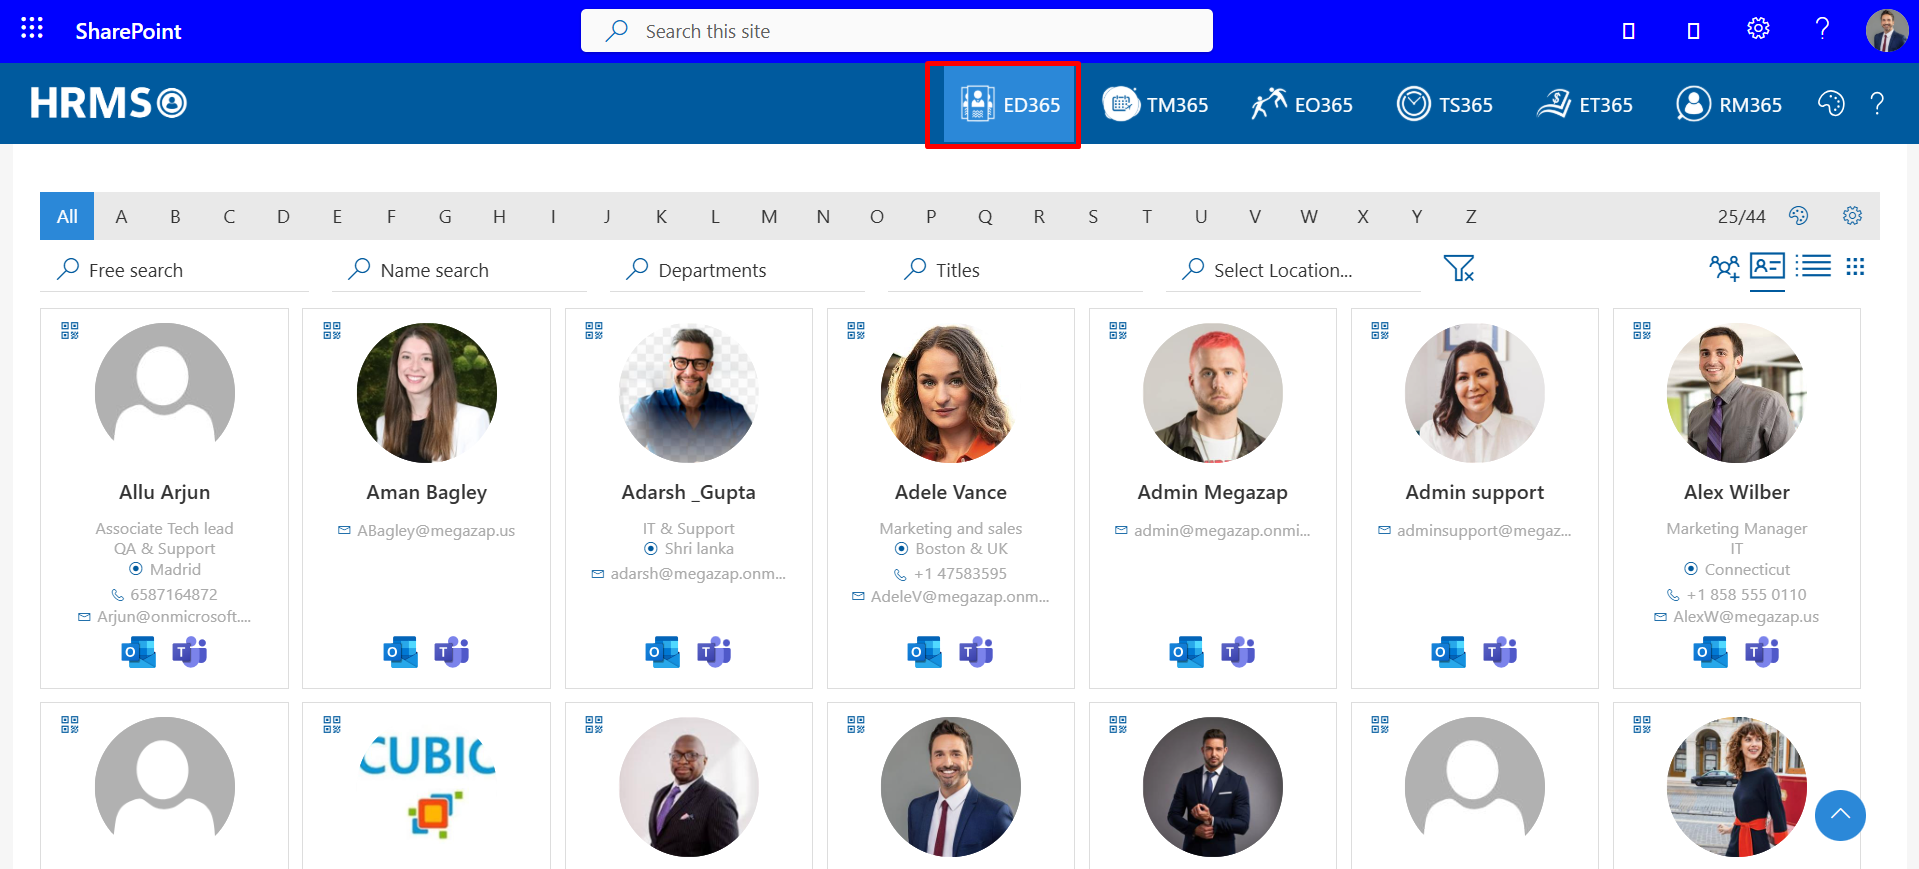 SharePoint
Search this site
HRMS
ED365
TM365
EO365
TS365
ET365
RM365
All A B C D E F G H I J K L M N O P Q R S T U V W X Y Z 25/44
Free search
Name search
Departments
Titles
Select Location...
Allu Arjun
Associate Tech lead
QA & Support
Madrid
6587164872
Arjun@onmicrosoft....
Aman Bagley
ABagley@megazap.us
Adarsh _Gupta
IT & Support
Shri lanka
adarsh@megazap.onm...
Adele Vance
Marketing and sales
Boston & UK
+1 47583595
AdeleV@megazap.onm...
Admin Megazap
admin@megazap.onmi...
Admin support
adminsupport@megaz...
Alex Wilber
Marketing Manager
IT
Connecticut
+1 858 555 0110
AlexW@megazap.us
CUBIC